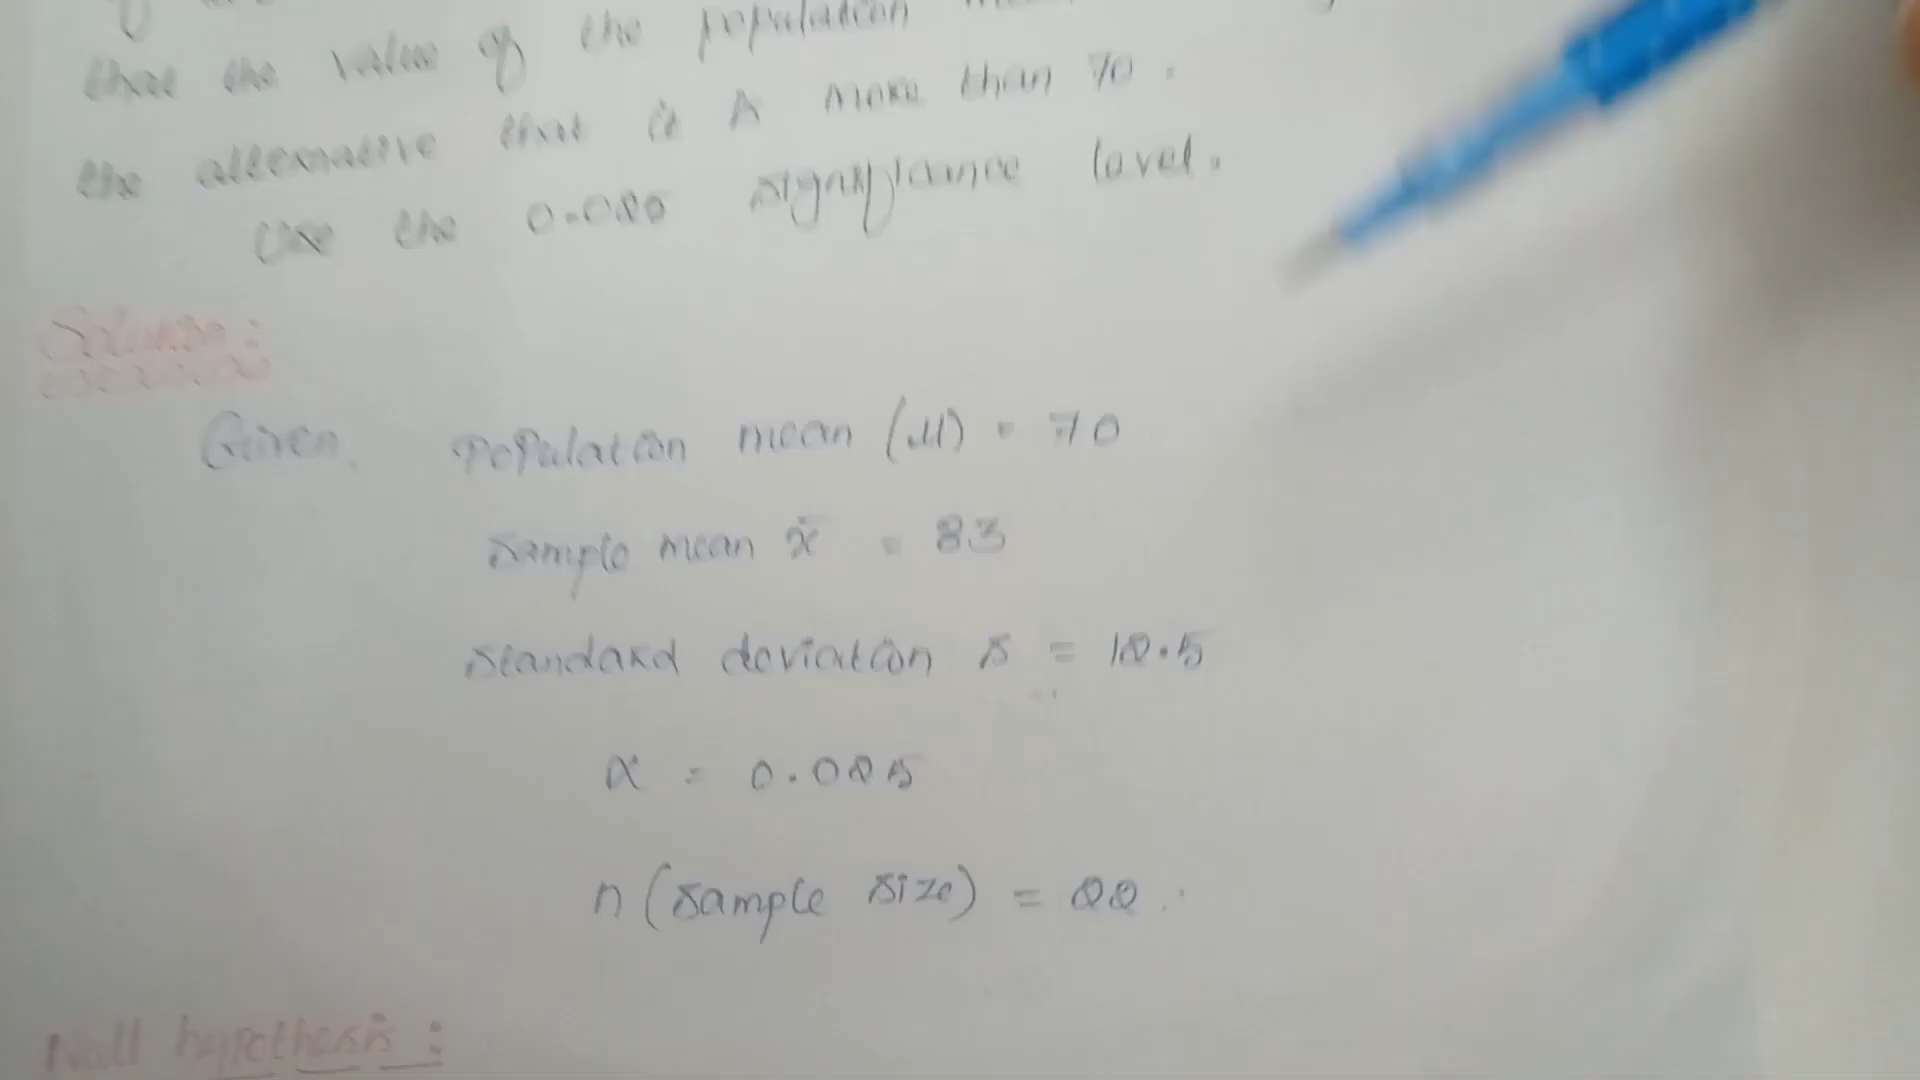 that the value of the population
the alternative that it is more than 70.
Use the 0.025 significance level.
Solution:
Given, Population mean (μ) = 70
Sample mean x̄ = 83
Standard deviation s = 12.5
α = 0.025
n (sample size) = 22.
Null hypothesis: